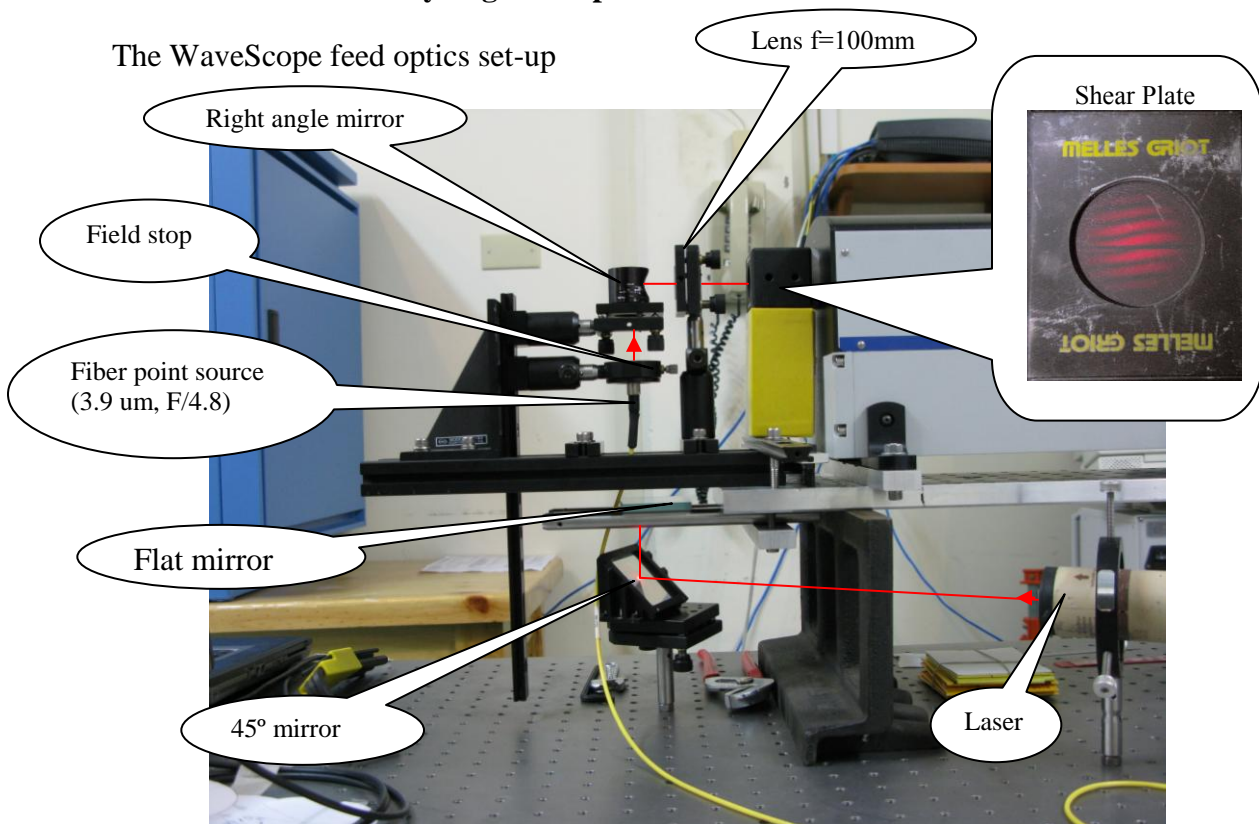 The WaveScope feed optics set-up
Lens f=100mm
Right angle mirror
Shear Plate
MELLES GRIOT
MELLES GRIOT
Field stop
Fiber point source
(3.9 um, F/4.8)
Flat mirror
45º mirror
Laser